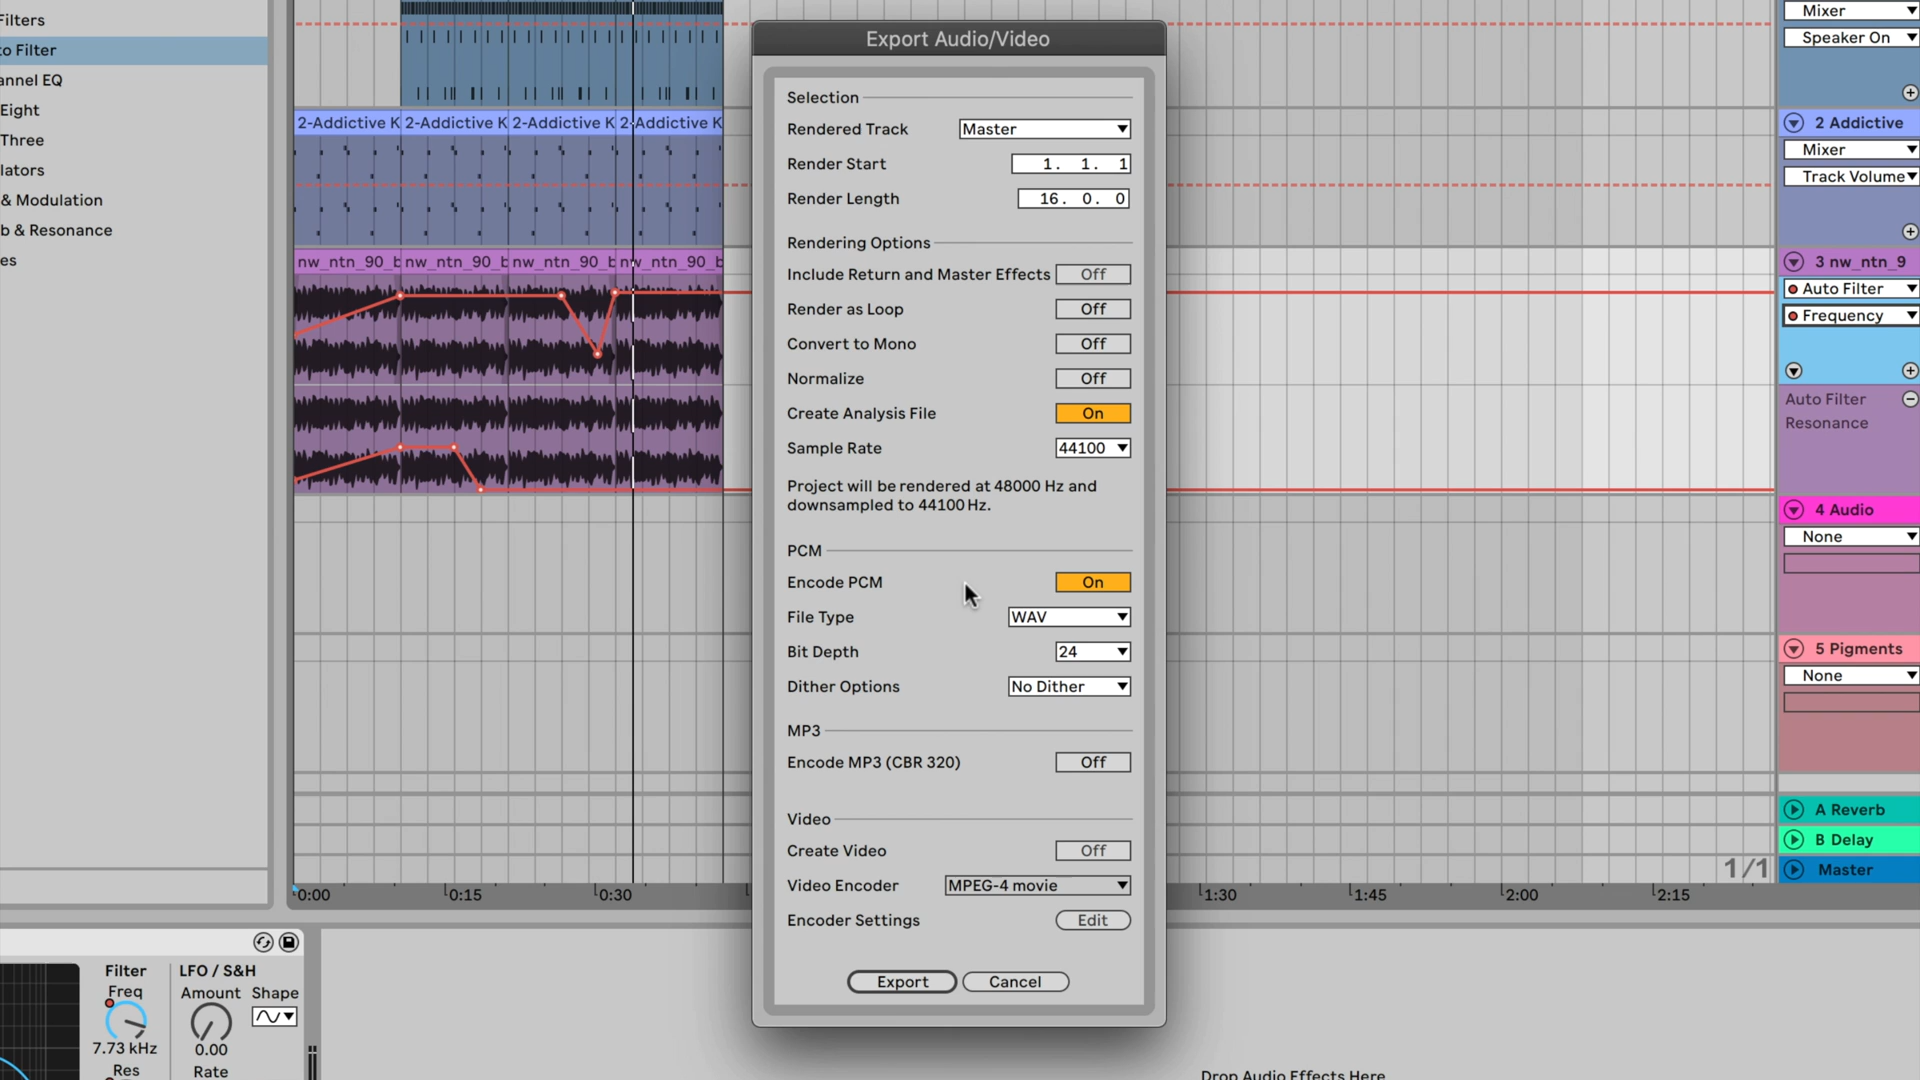 Filters
to Filter
annel EQ
Eight
Three
lators
& Modulation
b & Resonance
es
2-Addictive K
2-Addictive K
2-Addictive K
2-Addictive K
nw_ntn_90_b
nw_ntn_90_b
nw_ntn_90_b
nw_ntn_90_b
Export Audio/Video
Selection
Rendered Track Master
Render Start 1. 1. 1
Render Length 16. 0. 0
Rendering Options
Include Return and Master Effects Off
Render as Loop Off
Convert to Mono Off
Normalize Off
Create Analysis File On
Sample Rate 44100
Project will be rendered at 48000 Hz and
downsampled to 44100 Hz.
PCM
Encode PCM On
File Type WAV
Bit Depth 24
Dither Options No Dither
MP3
Encode MP3 (CBR 320) Off
Video
Create Video Off
Video Encoder MPEG-4 movie
Encoder Settings Edit
Export Cancel
Mixer
Speaker On
2 Addictive
Mixer
Track Volume
3 nw_ntn_9
Auto Filter
Frequency
Auto Filter
Resonance
4 Audio
None
5 Pigments
None
A Reverb
B Delay
1/1
Master
0:00 0:15 0:30 1:30 1:45 2:00 2:15
Filter LFO / S&H
Freq Amount Shape
7.73 kHz 0.00
Res Rate
Drop Audio Effects Here